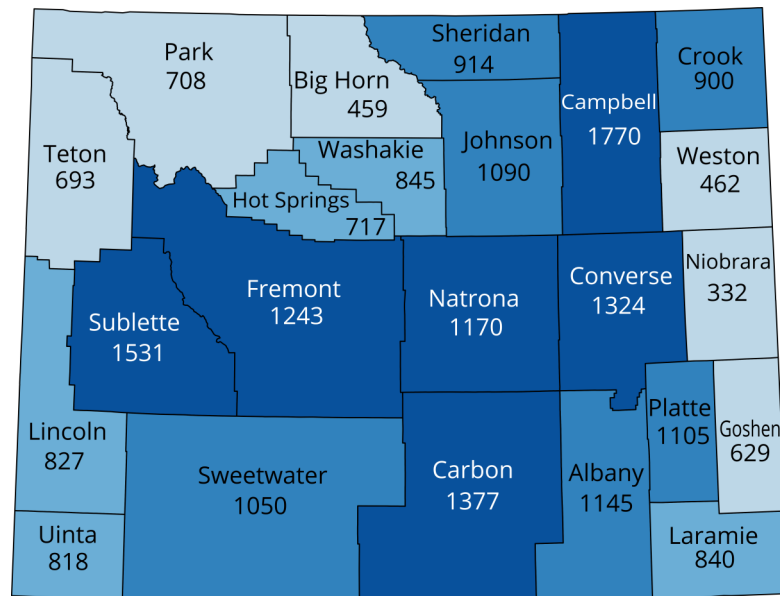 Park
708
Big Horn
459
Sheridan
914
Campbell
1770
Crook
900
Teton
693
Hot Springs
717
Washakie
845
Johnson
1090
Weston
462
Sublette
1531
Fremont
1243
Natrona
1170
Converse
1324
Niobrara
332
Lincoln
827
Sweetwater
1050
Carbon
1377
Albany
1145
Platte
1105
Goshen
629
Uinta
818
Laramie
840